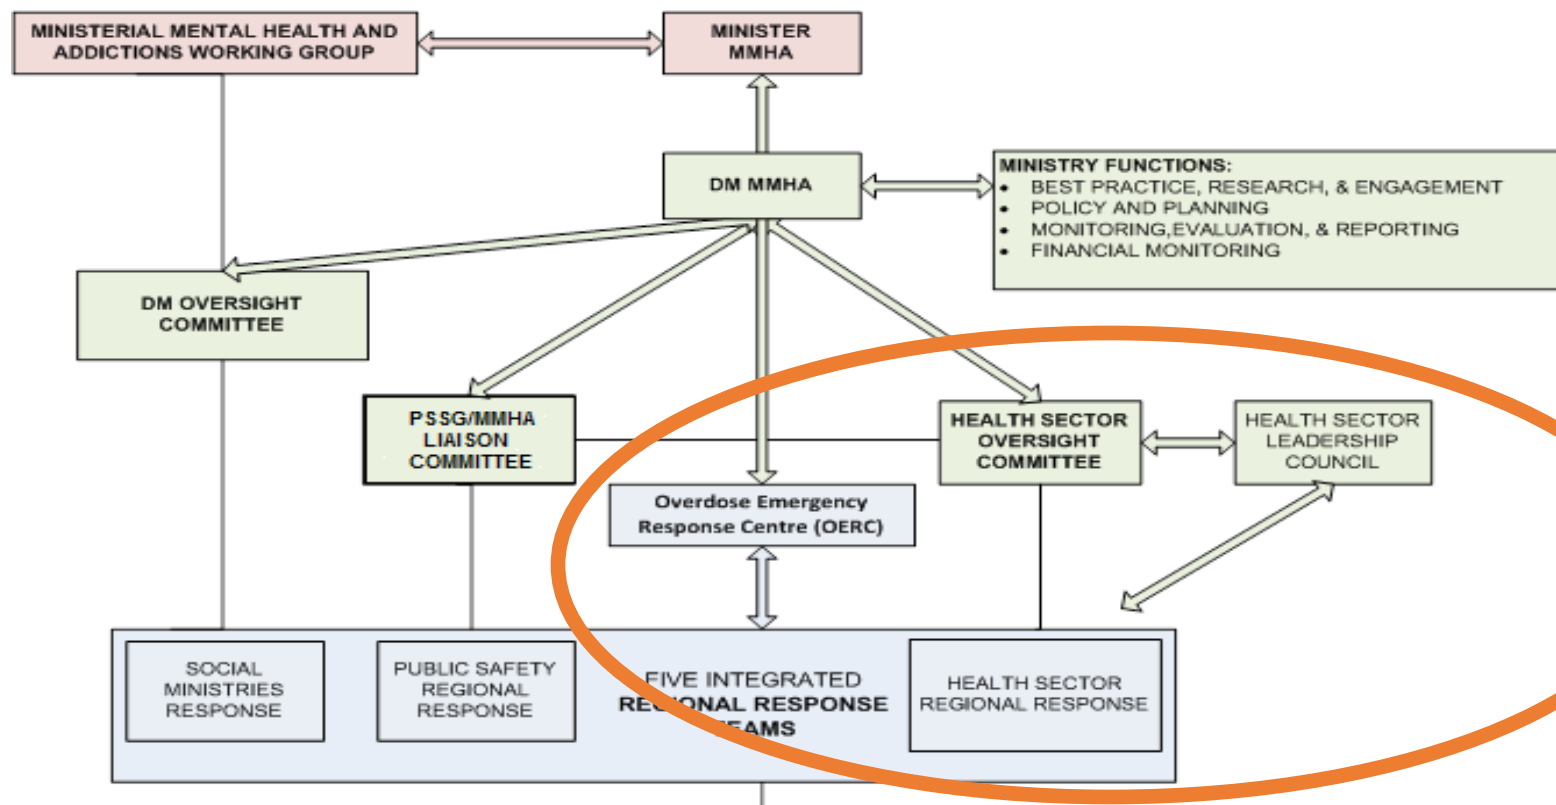 MINISTERIAL MENTAL HEALTH AND
ADDICTIONS WORKING GROUP
MINISTER
MMHA
DM MMHA
MINISTRY FUNCTIONS:
• BEST PRACTICE, RESEARCH, & ENGAGEMENT
• POLICY AND PLANNING
• MONITORING,EVALUATION, & REPORTING
• FINANCIAL MONITORING
DM OVERSIGHT
COMMITTEE
PSSG/MMHA
LIAISON
COMMITTEE
HEALTH SECTOR
OVERSIGHT
COMMITTEE
HEALTH SECTOR
LEADERSHIP
COUNCIL
Overdose Emergency
Response Centre (OERC)
SOCIAL
MINISTRIES
RESPONSE
PUBLIC SAFETY
REGIONAL
RESPONSE
FIVE INTEGRATED
REGIONAL RESPONSE
TEAMS
HEALTH SECTOR
REGIONAL RESPONSE